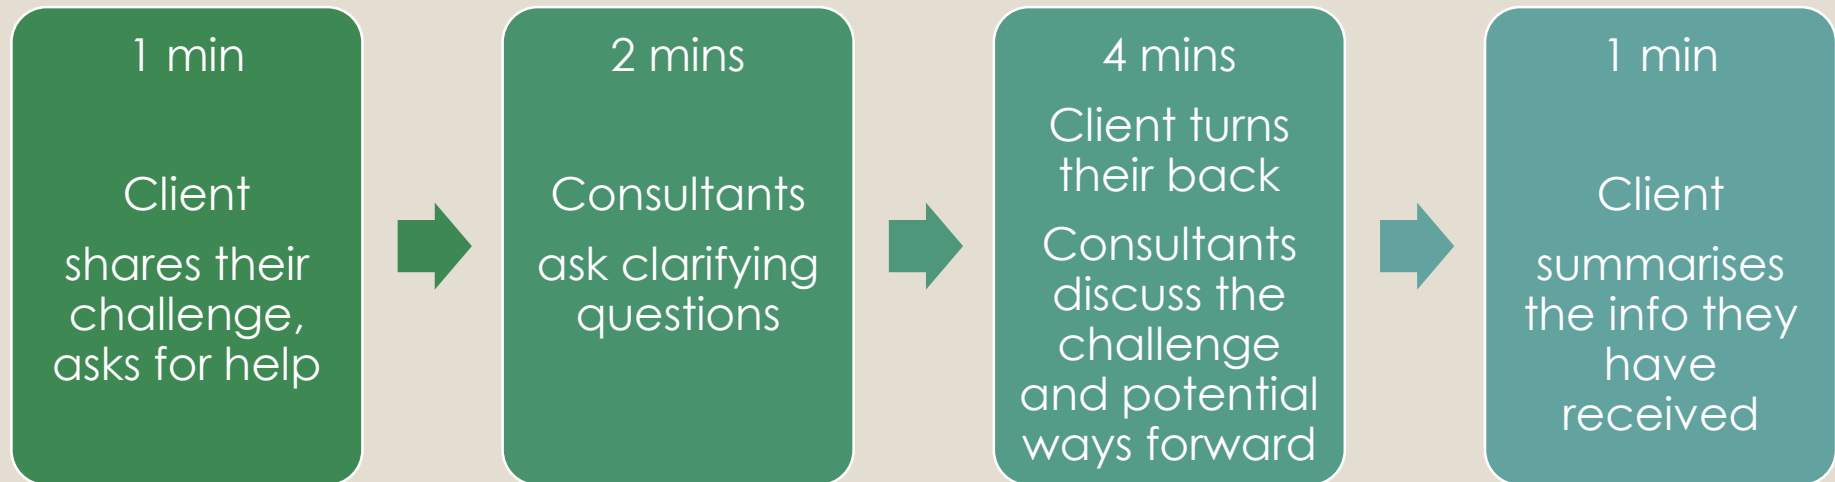 1 min
Client
shares their
challenge,
asks for help
2 mins
Consultants
ask clarifying
questions
4 mins
Client turns
their back
Consultants
discuss the
challenge
and potential
ways forward
1 min
Client
summarises
the info they
have
received